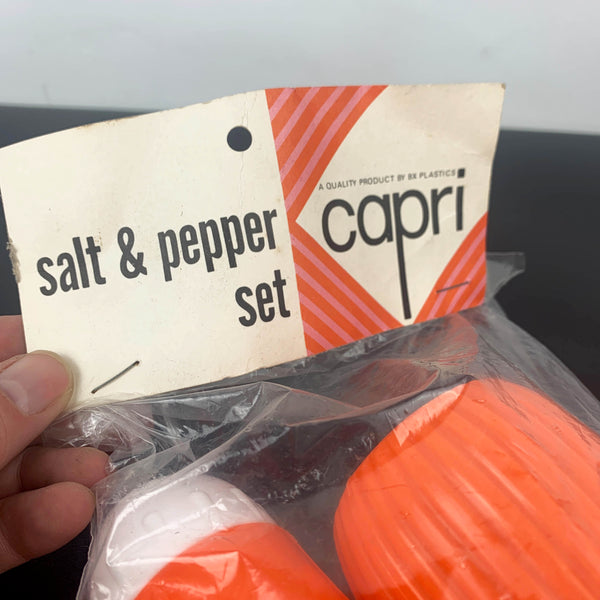 salt & pepper
set
A QUALITY PRODUCT BY BX PLASTICS
capri